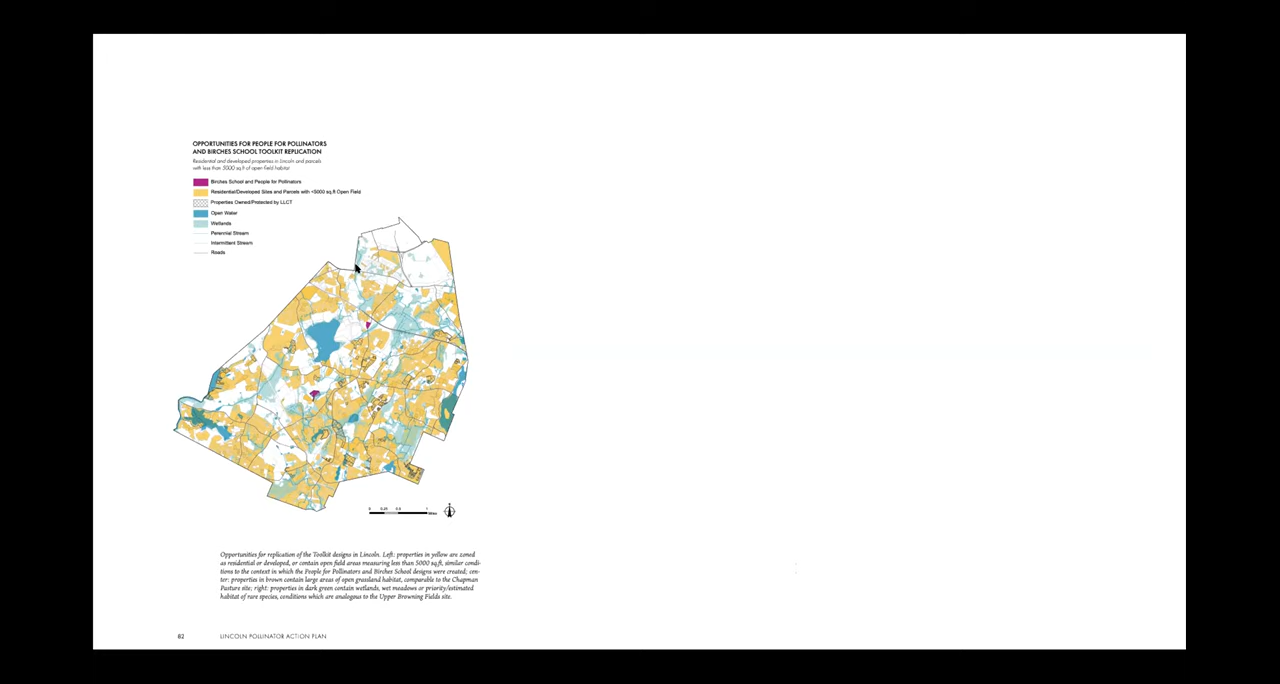 OPPORTUNITIES FOR PEOPLE FOR POLLINATORS
AND BIRCHES SCHOOL TOOLKIT REPLICATION
Residential and developed properties in Lincoln and parcels
with less than 5000 sq.ft of open field habitat
Birches School and People for Pollinators
Residential/Developed Sites and Parcels with <5000 sq.ft Open Field
Properties Owned/Protected by LLCT
Open Water
Wetlands
Perennial Stream
Intermittent Stream
Roads
0 0.25 0.5 1
Miles
Opportunities for replication of the Toolkit designs in Lincoln. Left: properties in yellow are zoned
as residential or developed, or contain open field areas measuring less than 5000 sq.ft, similar condi-
tions to the context in which the People for Pollinators and Birches School designs were created; cen-
ter: properties in brown contain large areas of open grassland habitat, comparable to the Chapman
Pasture site; right: properties in dark green contain wetlands, wet meadows or priority/estimated
habitat of rare species, conditions which are analogous to the Upper Browning Fields site.
82 LINCOLN POLLINATOR ACTION PLAN